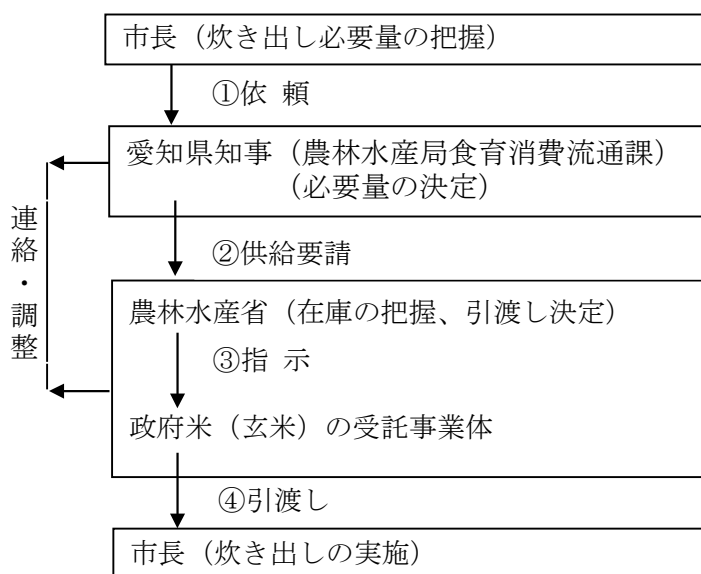 市長（炊き出し必要量の把握）
①依 頼
愛知県知事（農林水産局食育消費流通課）
（必要量の決定）
連絡・調整
②供給要請
農林水産省（在庫の把握、引渡し決定）
③指 示
政府米（玄米）の受託事業体
④引渡し
市長（炊き出しの実施）